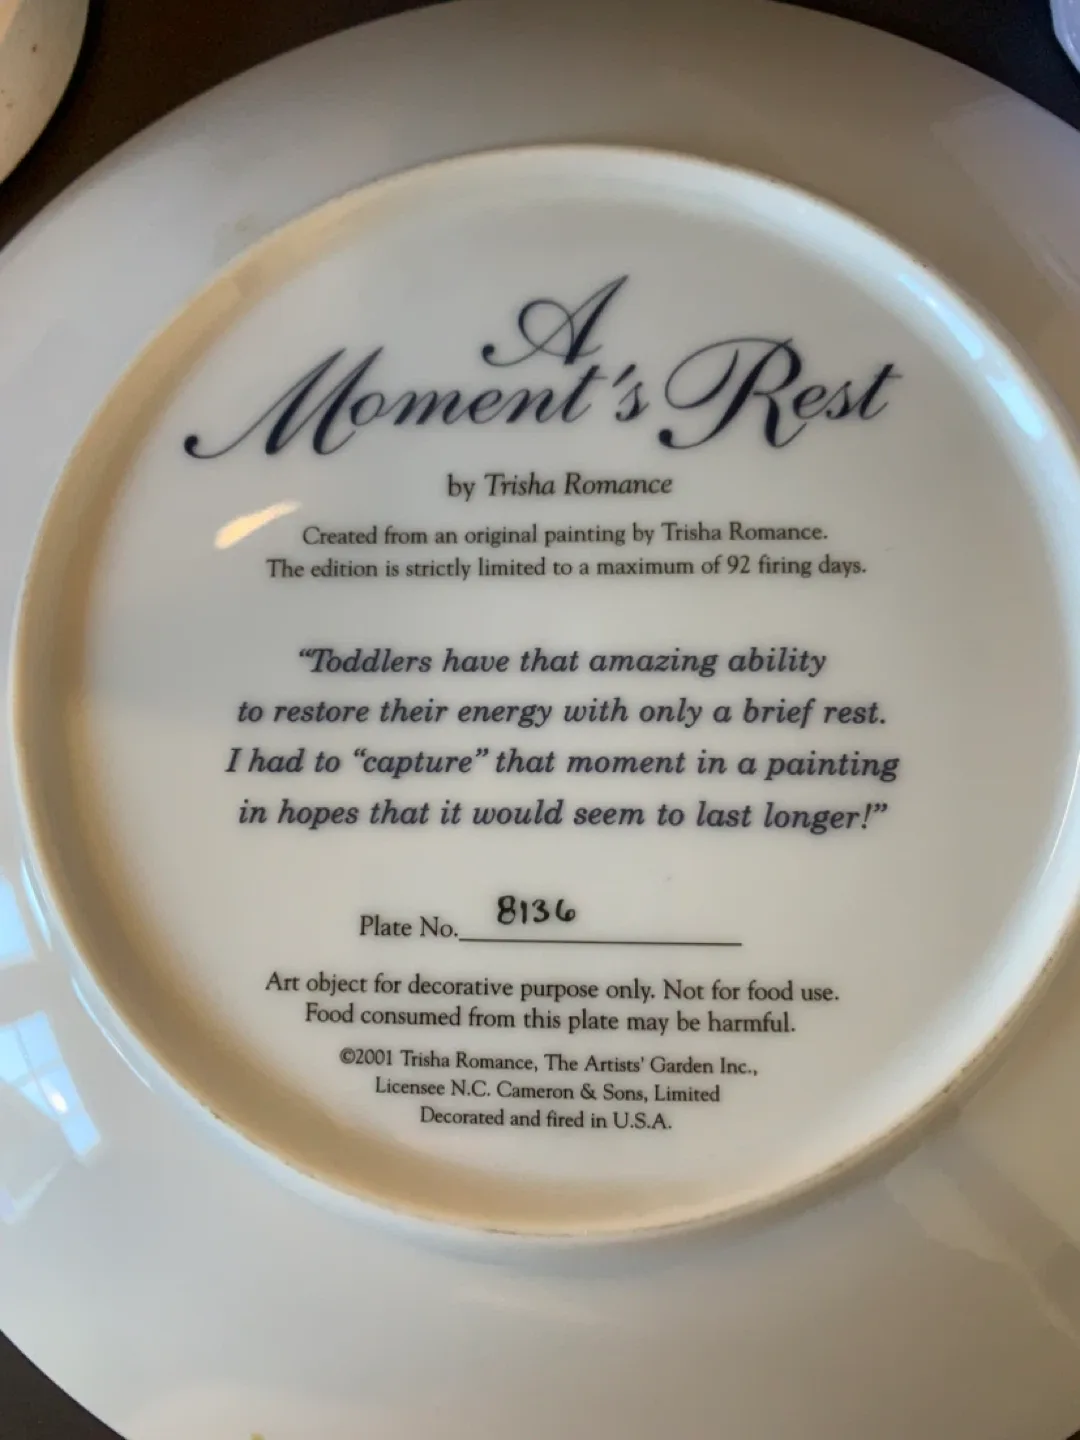 A
Moment's Rest
by Trisha Romance
Created from an original painting by Trisha Romance.
The edition is strictly limited to a maximum of 92 firing days.
“Toddlers have that amazing ability
to restore their energy with only a brief rest.
I had to “capture” that moment in a painting
in hopes that it would seem to last longer!”
Plate No. 8136
Art object for decorative purpose only. Not for food use.
Food consumed from this plate may be harmful.
©2001 Trisha Romance, The Artists' Garden Inc.,
Licensee N.C. Cameron & Sons, Limited
Decorated and fired in U.S.A.